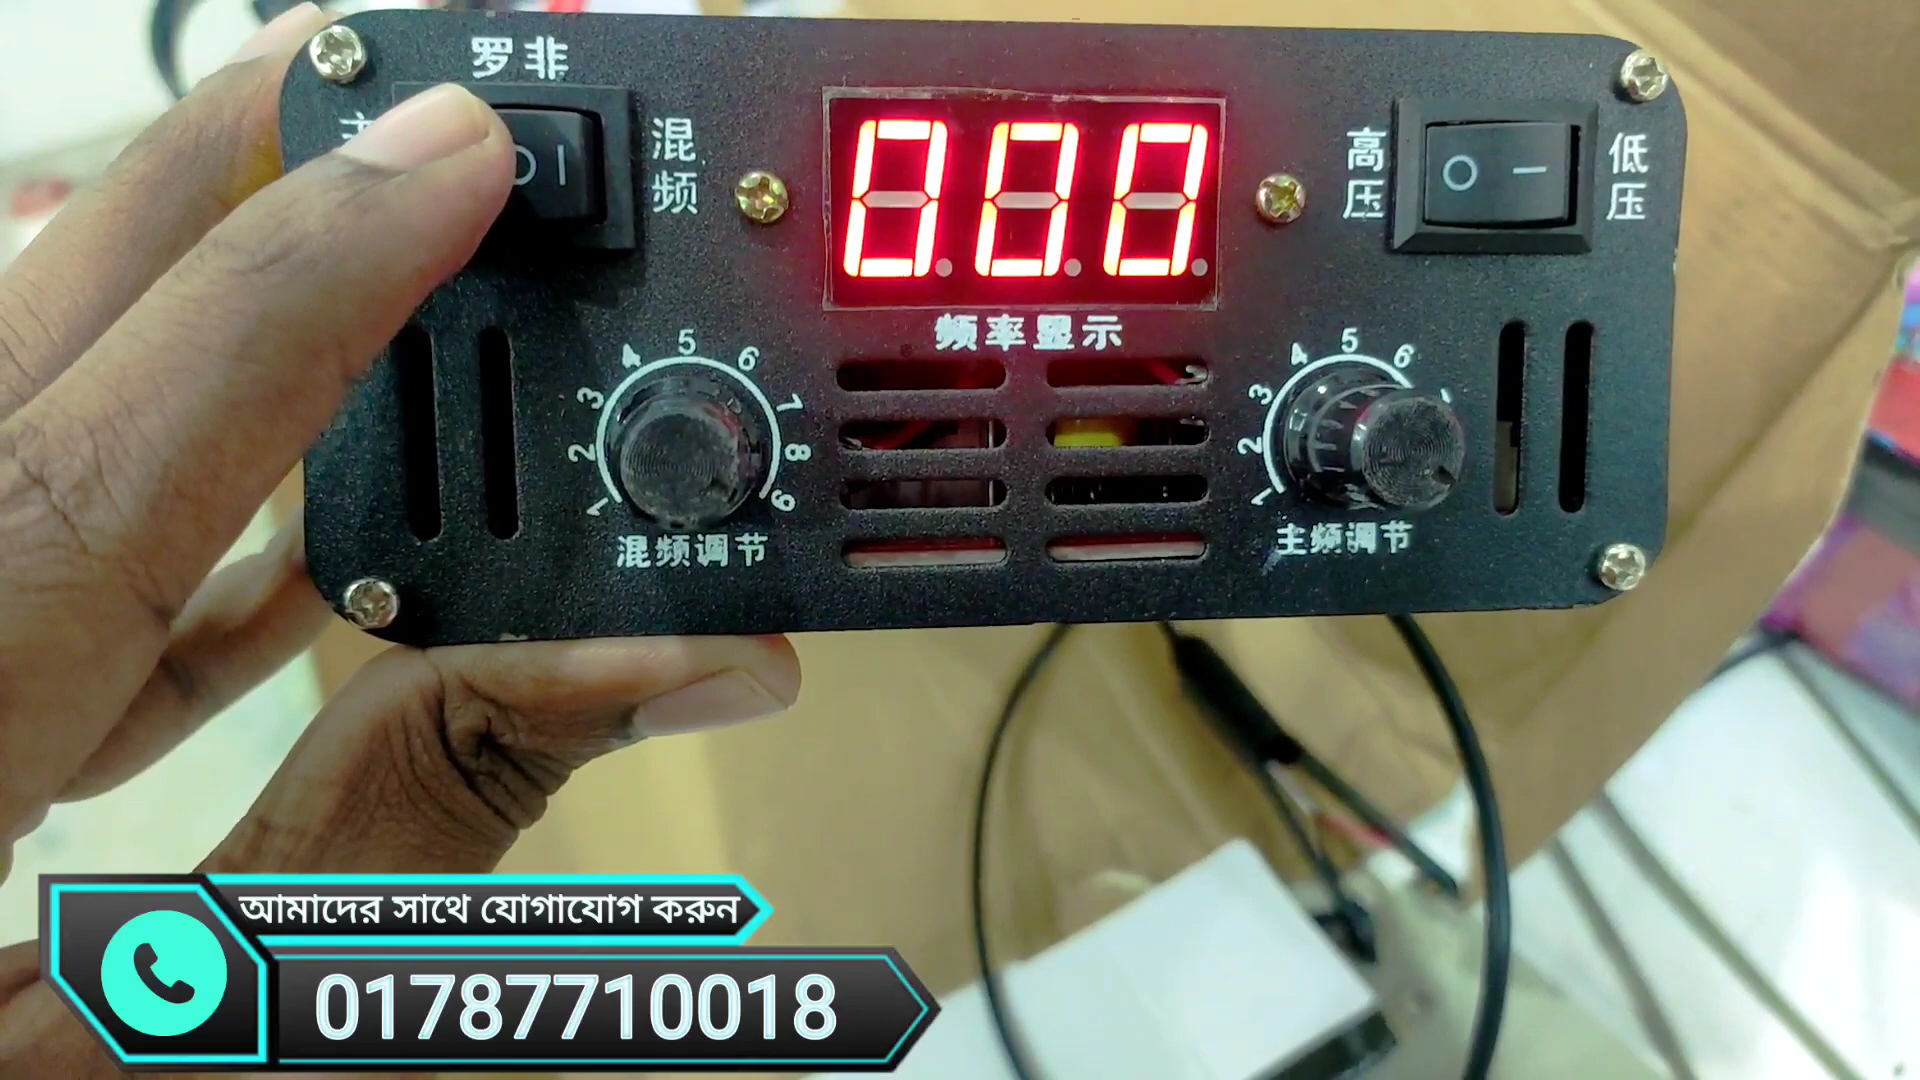 罗非
混频
000
高压
低压
频率显示
1 2 3 4 5 6 7 8 9
混频调节
1 2 3 4 5 6
主频调节
আমাদের সাথে যোগাযোগ করুন
01787710018